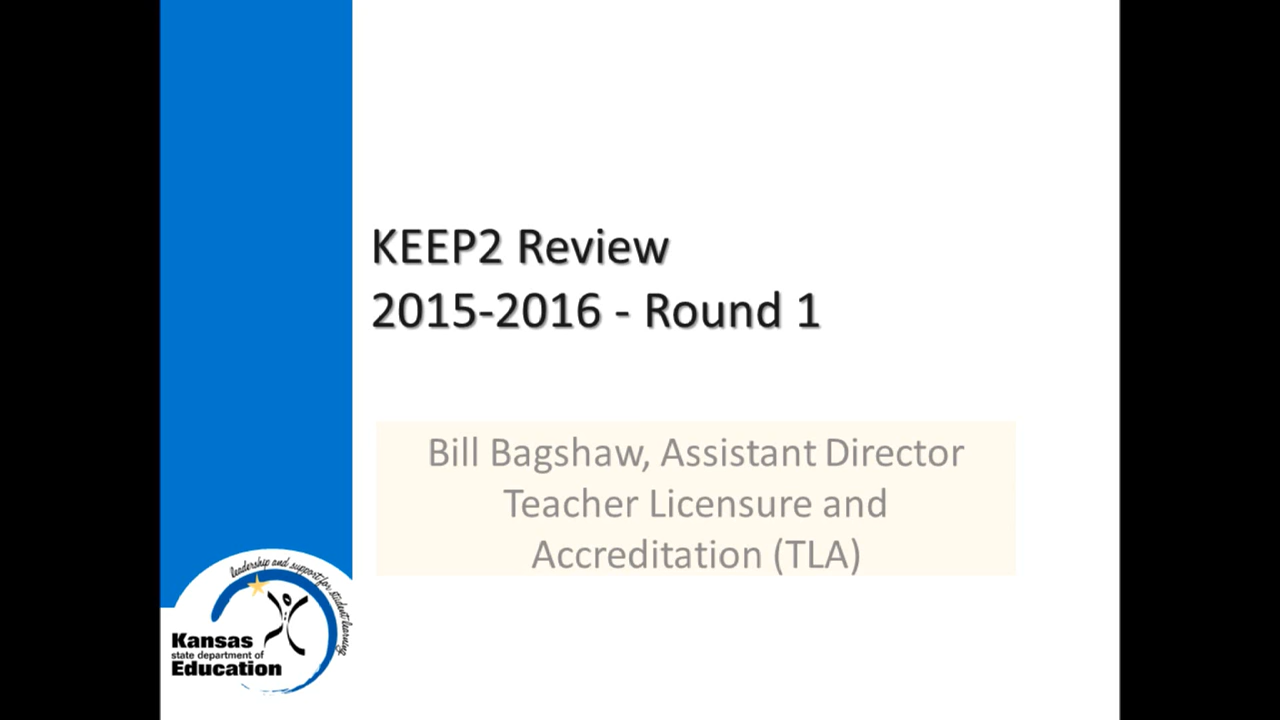 KEEP2 Review
2015-2016 - Round 1
Bill Bagshaw, Assistant Director
Teacher Licensure and
Accreditation (TLA)
leadership and support for student learning
Kansas
state department of
Education